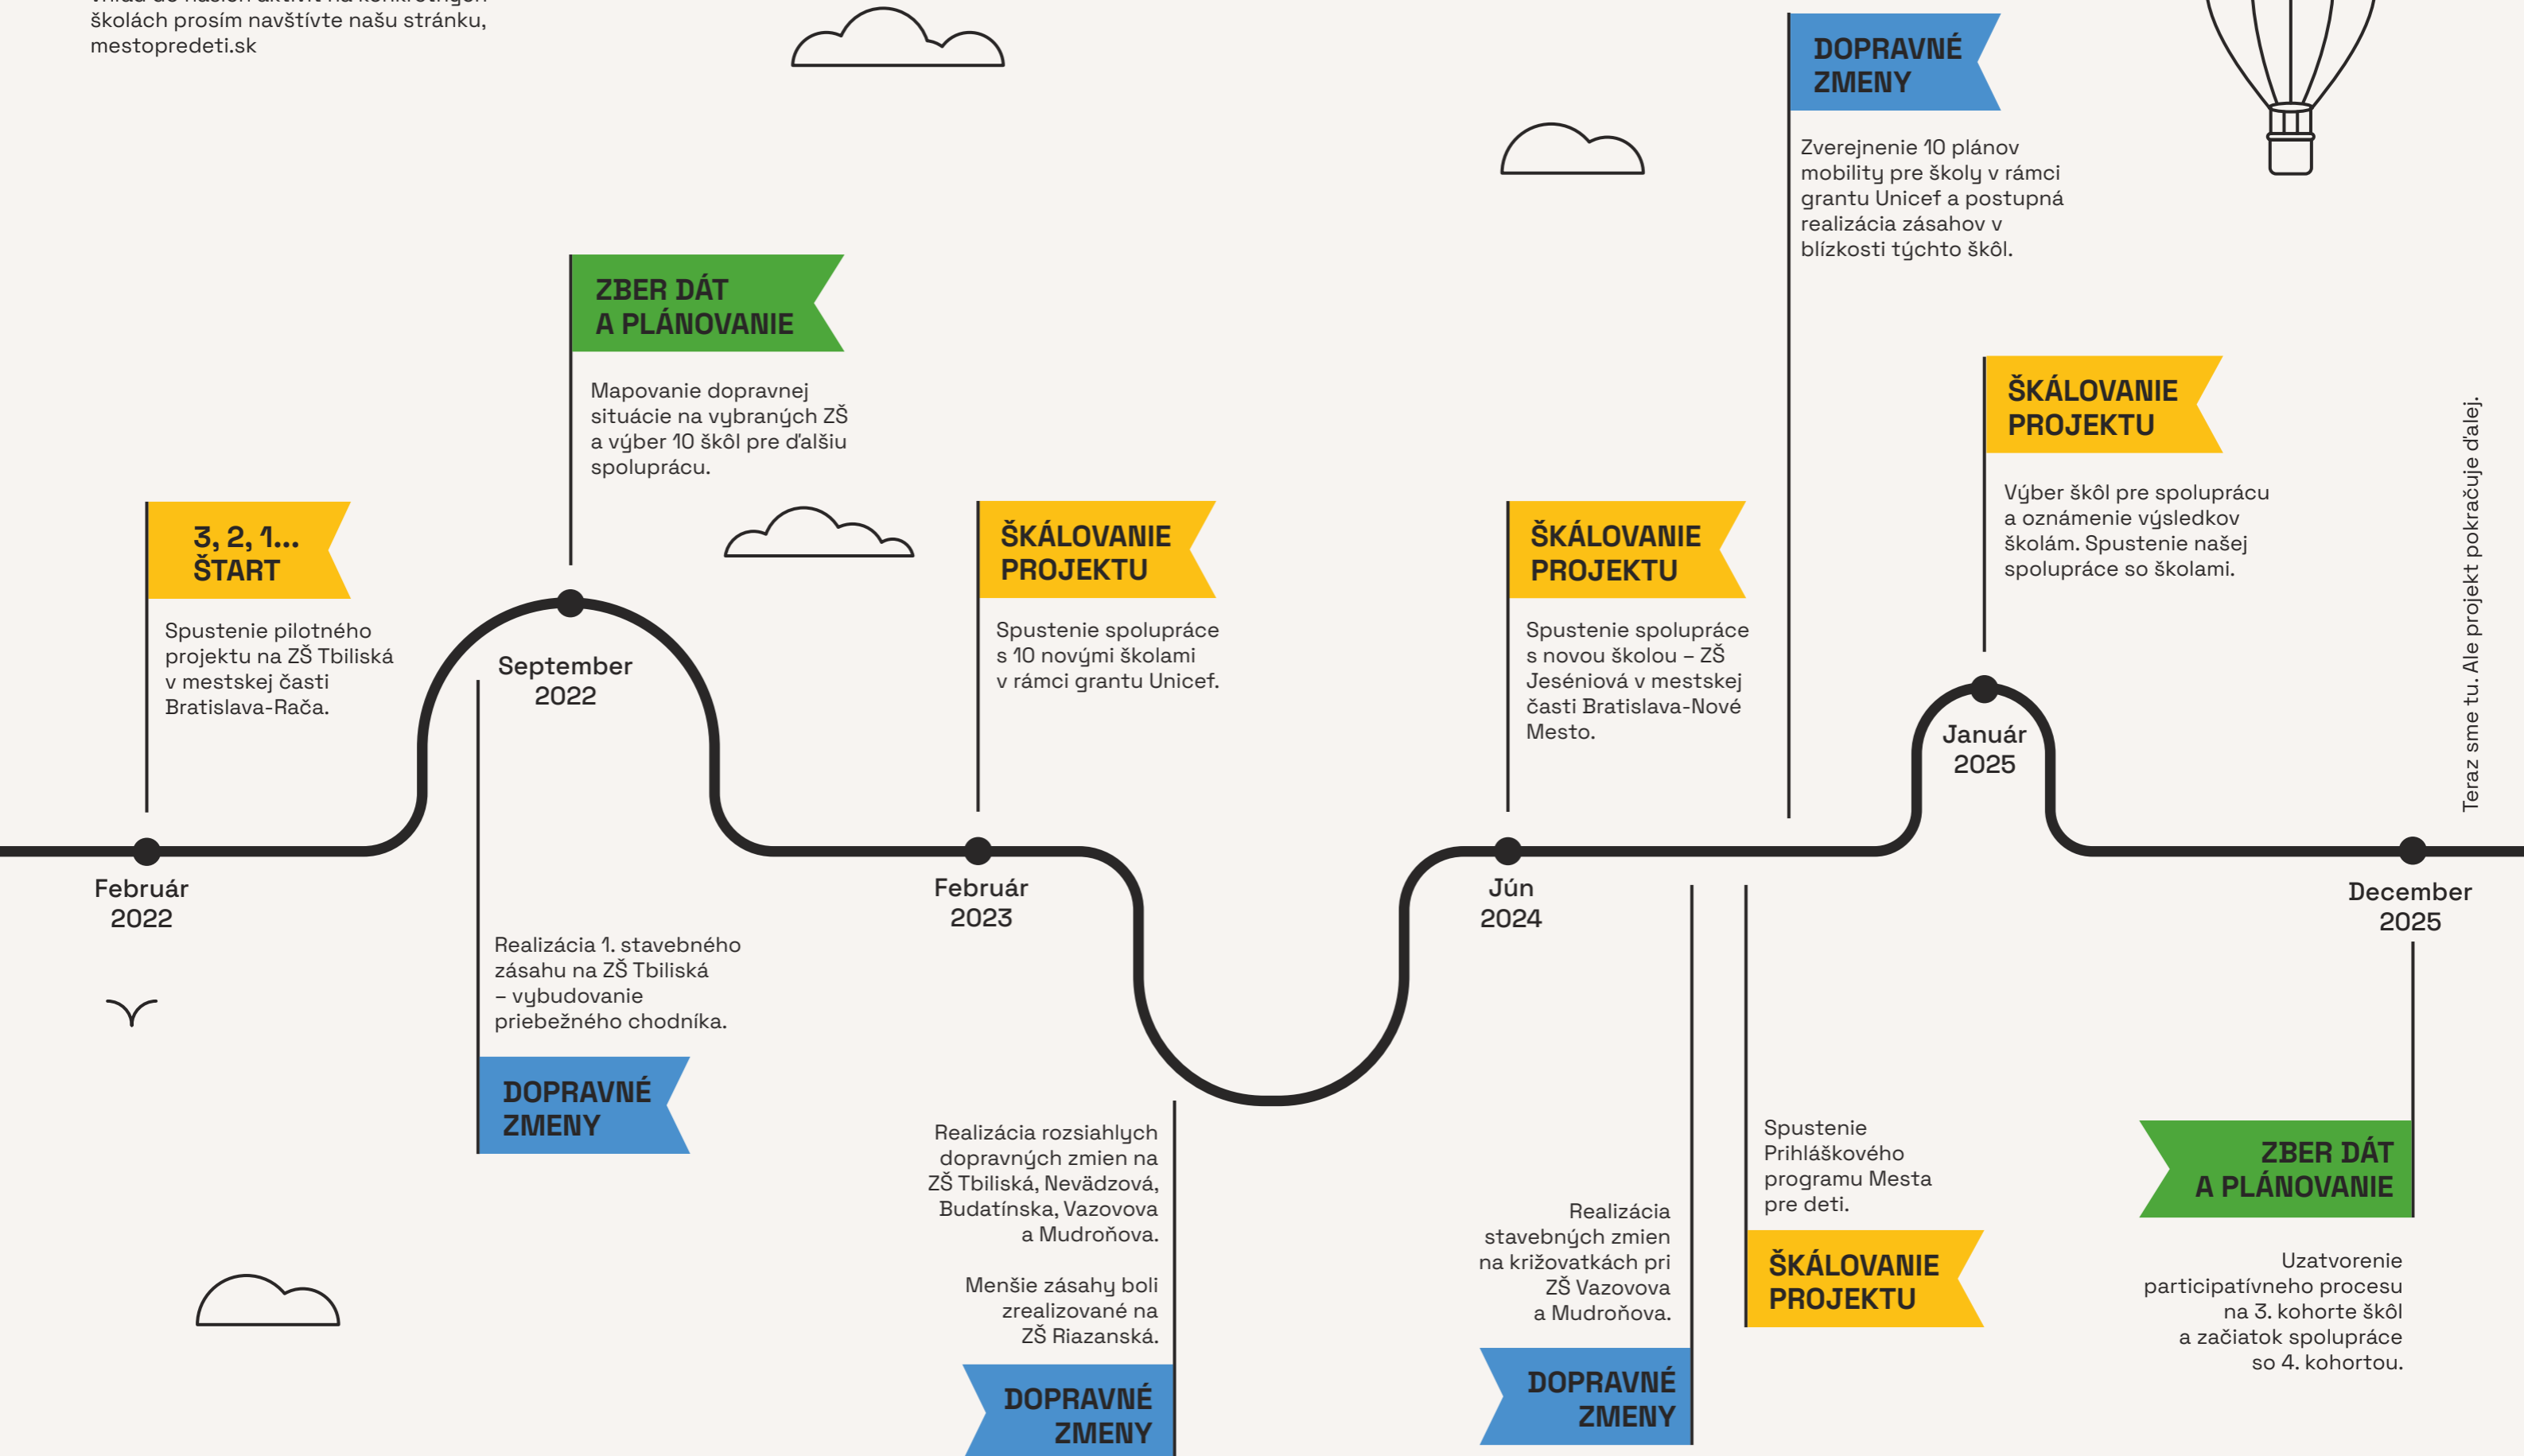 školách prosím navštívte našu stránku,
mestopredeti.sk
DOPRAVNÉ
ZMENY
Zverejnenie 10 plánov
mobility pre školy v rámci
grantu Unicef a postupná
realizácia zásahov v
blízkosti týchto škôl.
ZBER DÁT
A PLÁNOVANIE
Mapovanie dopravnej
situácie na vybraných ZŠ
a výber 10 škôl pre ďalšiu
spoluprácu.
ŠKÁLOVANIE
PROJEKTU
Výber škôl pre spoluprácu
a oznámenie výsledkov
školám. Spustenie našej
spolupráce so školami.
Teraz sme tu. Ale projekt pokračuje ďalej.
3, 2, 1...
ŠTART
Spustenie pilotného
projektu na ZŠ Tbiliská
v mestskej časti
Bratislava-Rača.
September
2022
ŠKÁLOVANIE
PROJEKTU
Spustenie spolupráce
s 10 novými školami
v rámci grantu Unicef.
ŠKÁLOVANIE
PROJEKTU
Spustenie spolupráce
s novou školou – ZŠ
Jeséniová v mestskej
časti Bratislava-Nové
Mesto.
Január
2025
Február
2022
Február
2023
Jún
2024
December
2025
Realizácia 1. stavebného
zásahu na ZŠ Tbiliská
– vybudovanie
priebežného chodníka.
DOPRAVNÉ
ZMENY
Realizácia rozsiahlych
dopravných zmien na
ZŠ Tbiliská, Nevädzová,
Budatínska, Vazovova
a Mudroňova.
Menšie zásahy boli
zrealizované na
ZŠ Riazanská.
DOPRAVNÉ
ZMENY
Realizácia
stavebných zmien
na križovatkách pri
ZŠ Vazovova
a Mudroňova.
DOPRAVNÉ
ZMENY
Spustenie
Prihláškového
programu Mesta
pre deti.
ŠKÁLOVANIE
PROJEKTU
ZBER DÁT
A PLÁNOVANIE
Uzatvorenie
participatívneho procesu
na 3. kohorte škôl
a začiatok spolupráce
so 4. kohortou.